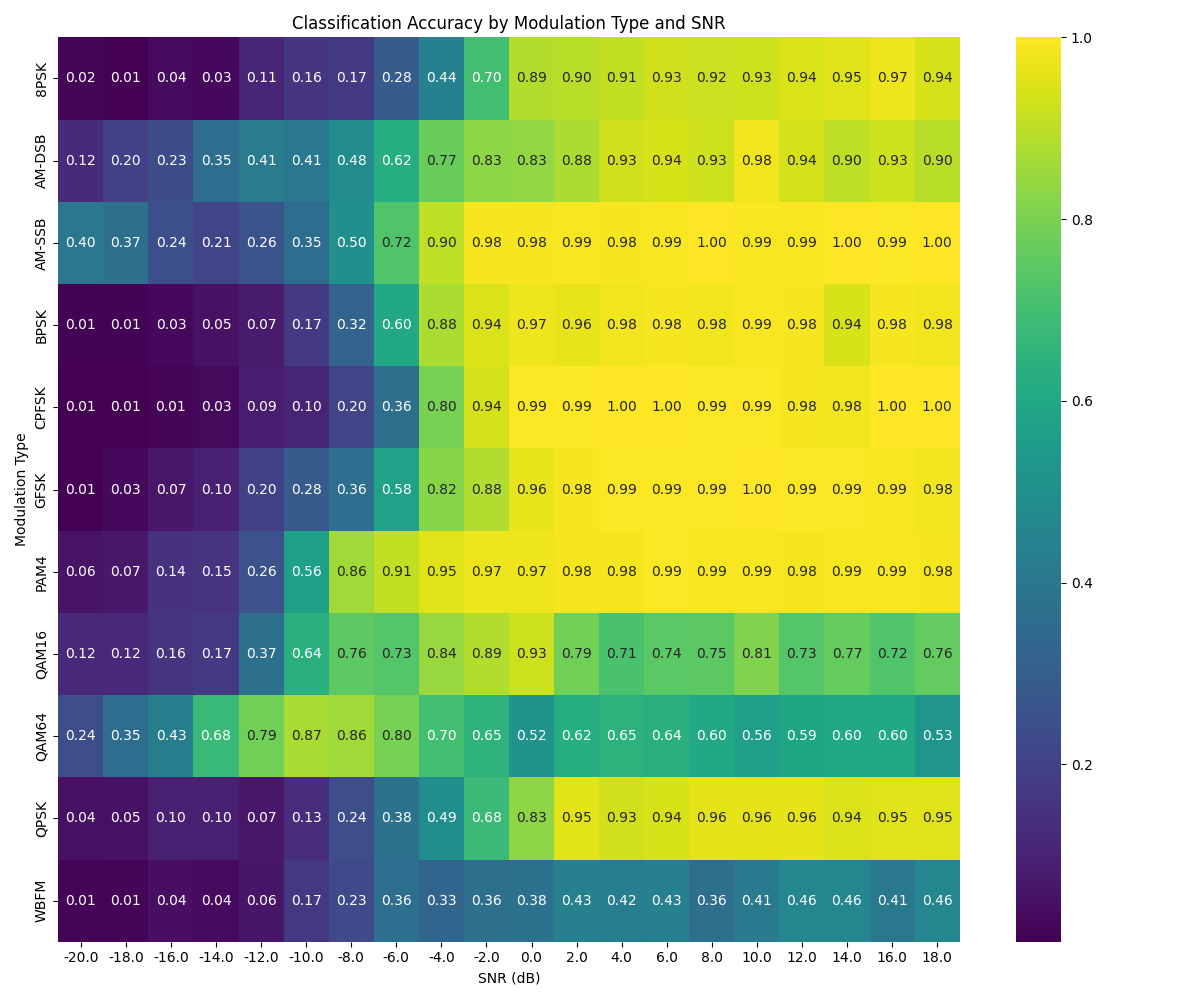 Classification Accuracy by Modulation Type and SNR
8PSK 0.02 0.01 0.04 0.03 0.11 0.16 0.17 0.28 0.44 0.70 0.89 0.90 0.91 0.93 0.92 0.93 0.94 0.95 0.97 0.94
AM-DSB 0.12 0.20 0.23 0.35 0.41 0.41 0.48 0.62 0.77 0.83 0.83 0.88 0.93 0.94 0.93 0.98 0.94 0.90 0.93 0.90
AM-SSB 0.40 0.37 0.24 0.21 0.26 0.35 0.50 0.72 0.90 0.98 0.98 0.99 0.98 0.99 1.00 0.99 0.99 1.00 0.99 1.00
BPSK 0.01 0.01 0.03 0.05 0.07 0.17 0.32 0.60 0.88 0.94 0.97 0.96 0.98 0.98 0.98 0.99 0.98 0.94 0.98 0.98
CPFSK 0.01 0.01 0.01 0.03 0.09 0.10 0.20 0.36 0.80 0.94 0.99 0.99 1.00 1.00 0.99 0.99 0.98 0.98 1.00 1.00
GFSK 0.01 0.03 0.07 0.10 0.20 0.28 0.36 0.58 0.82 0.88 0.96 0.98 0.99 0.99 0.99 1.00 0.99 0.99 0.99 0.98
PAM4 0.06 0.07 0.14 0.15 0.26 0.56 0.86 0.91 0.95 0.97 0.97 0.98 0.98 0.99 0.99 0.99 0.98 0.99 0.99 0.98
QAM16 0.12 0.12 0.16 0.17 0.37 0.64 0.76 0.73 0.84 0.89 0.93 0.79 0.71 0.74 0.75 0.81 0.73 0.77 0.72 0.76
QAM64 0.24 0.35 0.43 0.68 0.79 0.87 0.86 0.80 0.70 0.65 0.52 0.62 0.65 0.64 0.60 0.56 0.59 0.60 0.60 0.53
QPSK 0.04 0.05 0.10 0.10 0.07 0.13 0.24 0.38 0.49 0.68 0.83 0.95 0.93 0.94 0.96 0.96 0.96 0.94 0.95 0.95
WBFM 0.01 0.01 0.04 0.04 0.06 0.17 0.23 0.36 0.33 0.36 0.38 0.43 0.42 0.43 0.36 0.41 0.46 0.46 0.41 0.46
-20.0 -18.0 -16.0 -14.0 -12.0 -10.0 -8.0 -6.0 -4.0 -2.0 0.0 2.0 4.0 6.0 8.0 10.0 12.0 14.0 16.0 18.0
SNR (dB)
Modulation Type
1.0
0.8
0.6
0.4
0.2